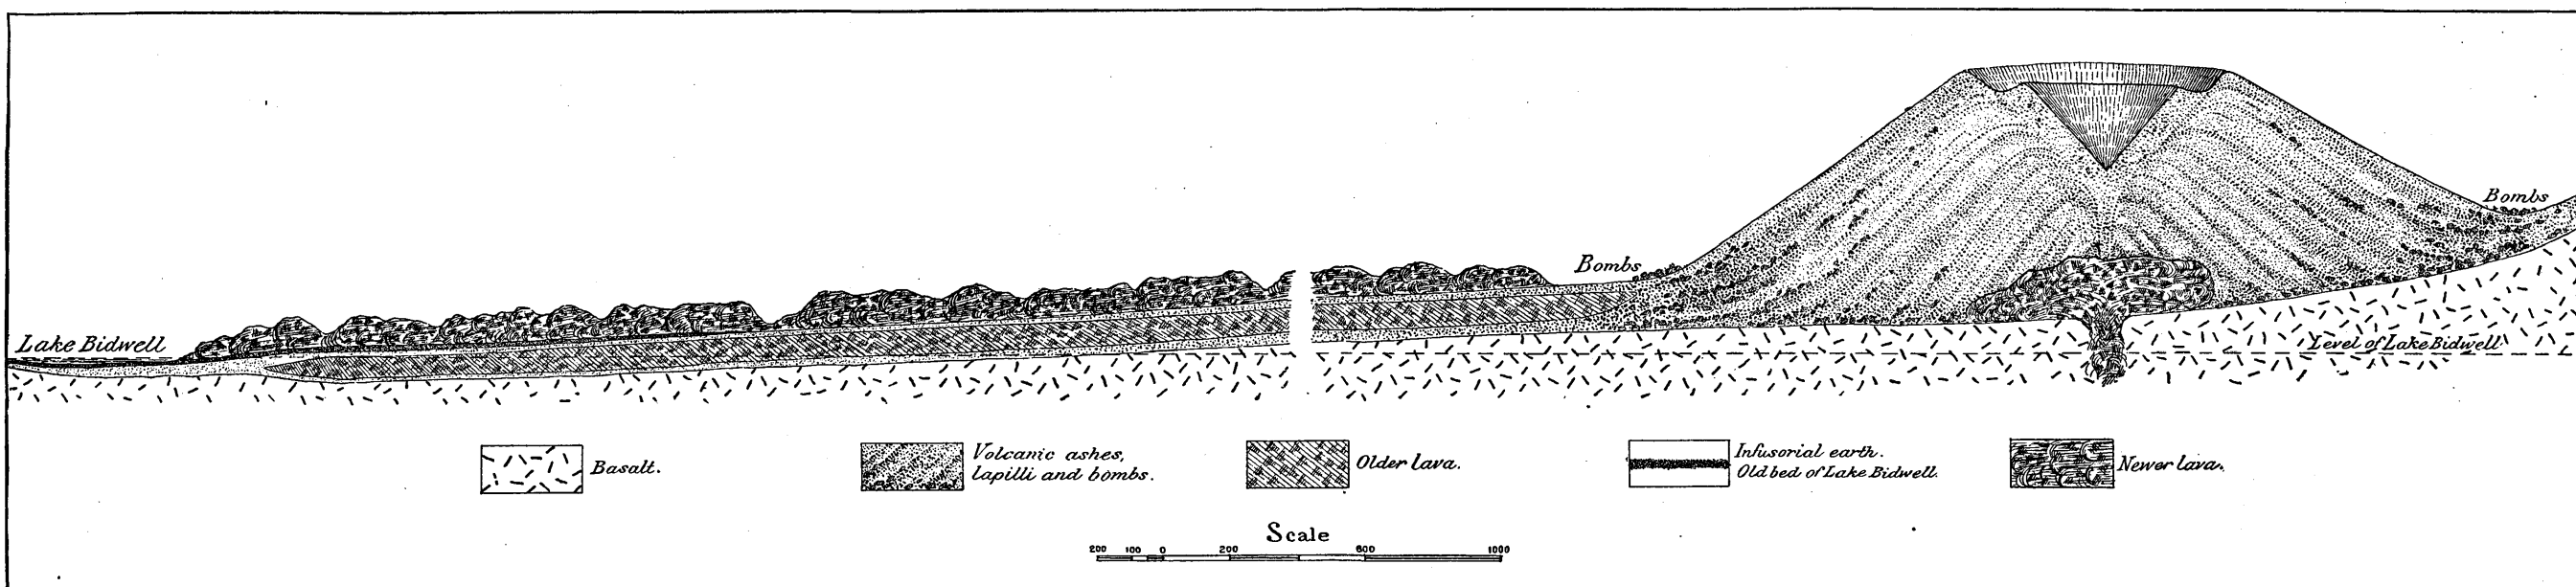 Bombs
Bombs
Lake Bidwell
Level of Lake Bidwell
Basalt.
Volcanic ashes,
lapilli and bombs.
Older lava.
Infusorial earth.
Old bed of Lake Bidwell.
Newer lava.
Scale
200 100 0 200 600 1000